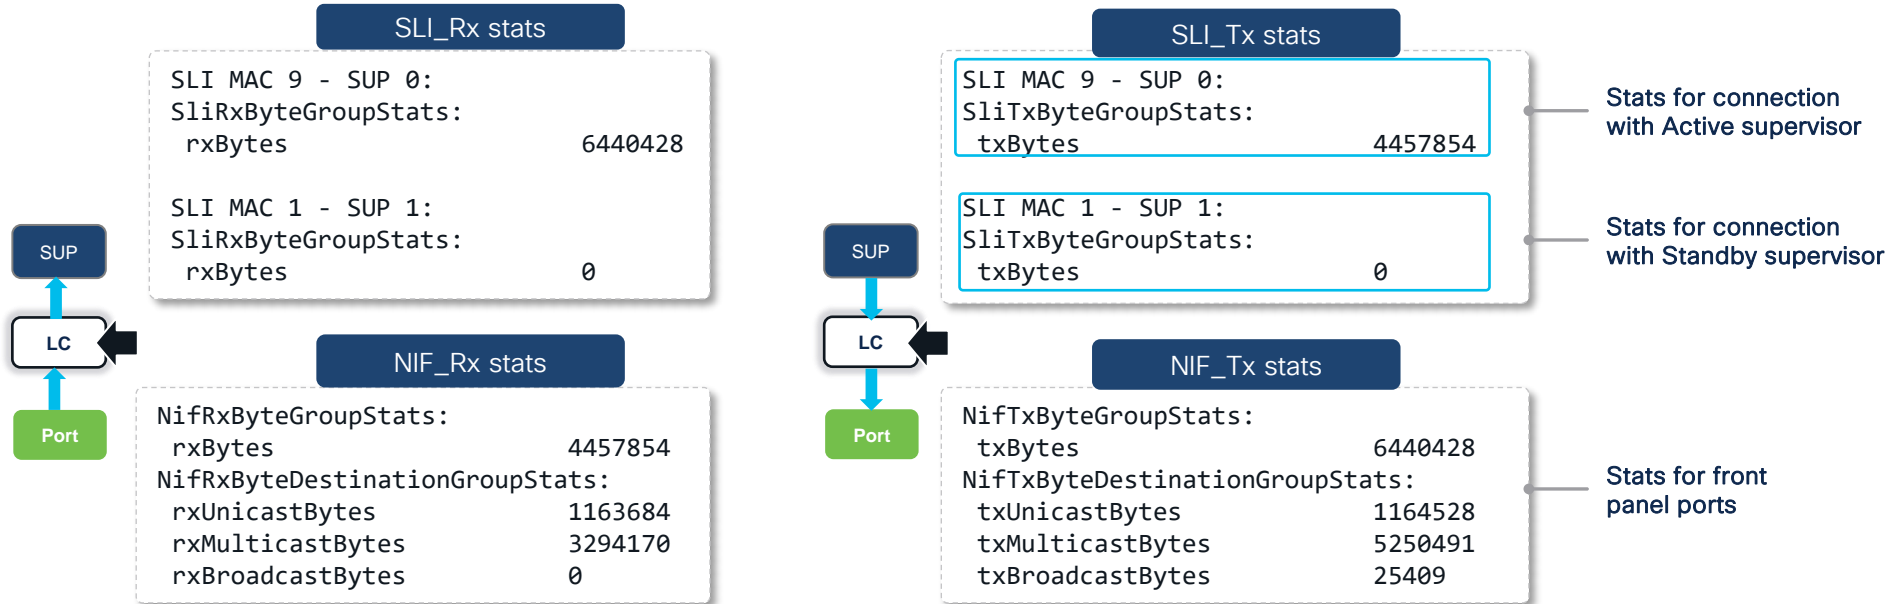 SLI_Rx stats
SLI MAC 9 - SUP 0:
SliRxByteGroupStats:
rxBytes 6440428
SLI MAC 1 - SUP 1:
SliRxByteGroupStats:
rxBytes 0
SUP
LC
Port
NIF_Rx stats
NifRxByteGroupStats:
rxBytes 4457854
NifRxByteDestinationGroupStats:
rxUnicastBytes 1163684
rxMulticastBytes 3294170
rxBroadcastBytes 0
SLI_Tx stats
SLI MAC 9 - SUP 0:
SliTxByteGroupStats:
txBytes 4457854
SLI MAC 1 - SUP 1:
SliTxByteGroupStats:
txBytes 0
Stats for connection
with Active supervisor
Stats for connection
with Standby supervisor
SUP
LC
Port
NIF_Tx stats
NifTxByteGroupStats:
txBytes 6440428
NifTxByteDestinationGroupStats:
txUnicastBytes 1164528
txMulticastBytes 5250491
txBroadcastBytes 25409
Stats for front
panel ports